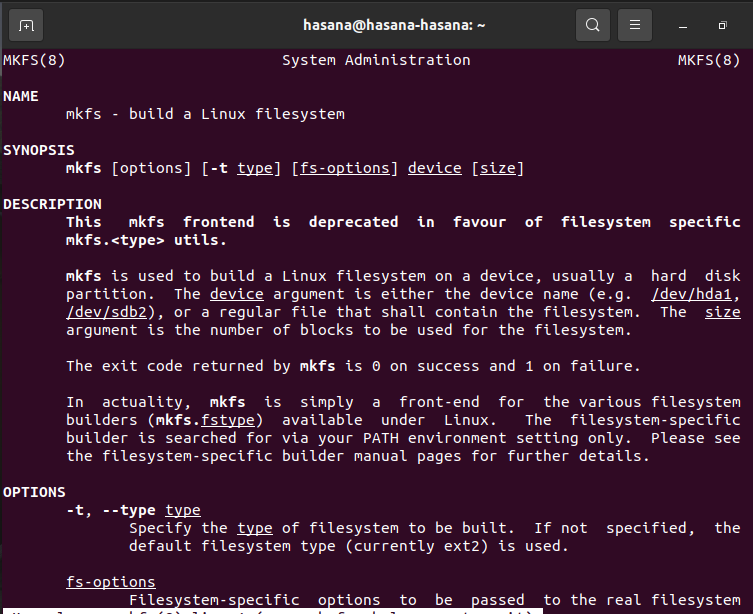 hasana@hasana-hasana: ~
MKFS(8) System Administration MKFS(8)
NAME
mkfs - build a Linux filesystem
SYNOPSIS
mkfs [options] [-t type] [fs-options] device [size]
DESCRIPTION
This mkfs frontend is deprecated in favour of filesystem specific
mkfs.<type> utils.
mkfs is used to build a Linux filesystem on a device, usually a hard disk
partition. The device argument is either the device name (e.g. /dev/hda1,
/dev/sdb2), or a regular file that shall contain the filesystem. The size
argument is the number of blocks to be used for the filesystem.
The exit code returned by mkfs is 0 on success and 1 on failure.
In actuality, mkfs is simply a front-end for the various filesystem
builders (mkfs.fstype) available under Linux. The filesystem-specific
builder is searched for via your PATH environment setting only. Please see
the filesystem-specific builder manual pages for further details.
OPTIONS
-t, --type type
Specify the type of filesystem to be built. If not specified, the
default filesystem type (currently ext2) is used.
fs-options
Filesystem-specific options to be passed to the real filesystem